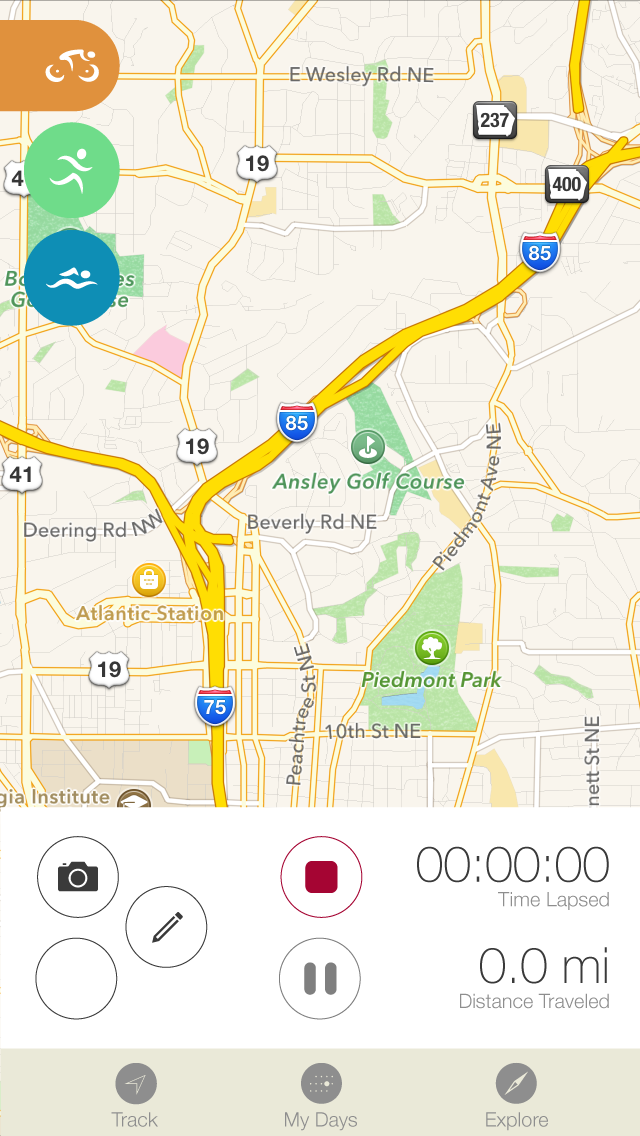 E Wesley Rd NE
237
19
4
400
85
Bo
es
G
se
85
19
41
Ansley Golf Course
Piedmont Ave NE
Deering Rd NW
Beverly Rd NE
Atlantic Station
19
Piedmont Park
75
Peachtree St NE
10th St NE
nett St NE
gia Institute
00:00:00
Time Lapsed
0.0 mi
Distance Traveled
Track
My Days
Explore